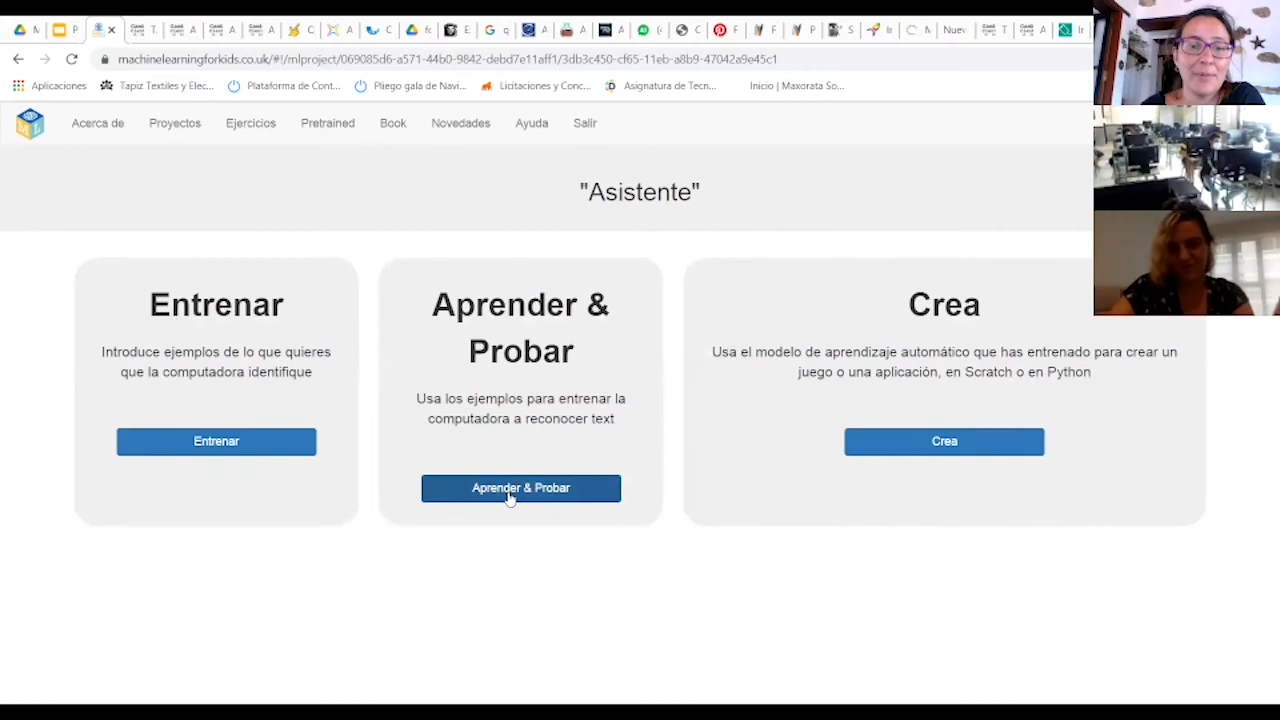 machinelearningforkids.co.uk/#!/mlproject/069085d6-a571-44b0-9842-debd7e11aff1/3db3c450-cf65-11eb-a8b9-47042a9e45c1
Aplicaciones Tapiz Textiles y Elec... Plataforma de Cont... Pliego gala de Navi... Licitaciones y Conc... Asignatura de Tecn... Inicio | Maxorata So...
Acerca de Proyectos Ejercicios Pretrained Book Novedades Ayuda Salir
"Asistente"
Entrenar
Introduce ejemplos de lo que quieres
que la computadora identifique
Entrenar
Aprender &
Probar
Usa los ejemplos para entrenar la
computadora a reconocer text
Aprender & Probar
Crea
Usa el modelo de aprendizaje automático que has entrenado para crear un
juego o una aplicación, en Scratch o en Python
Crea